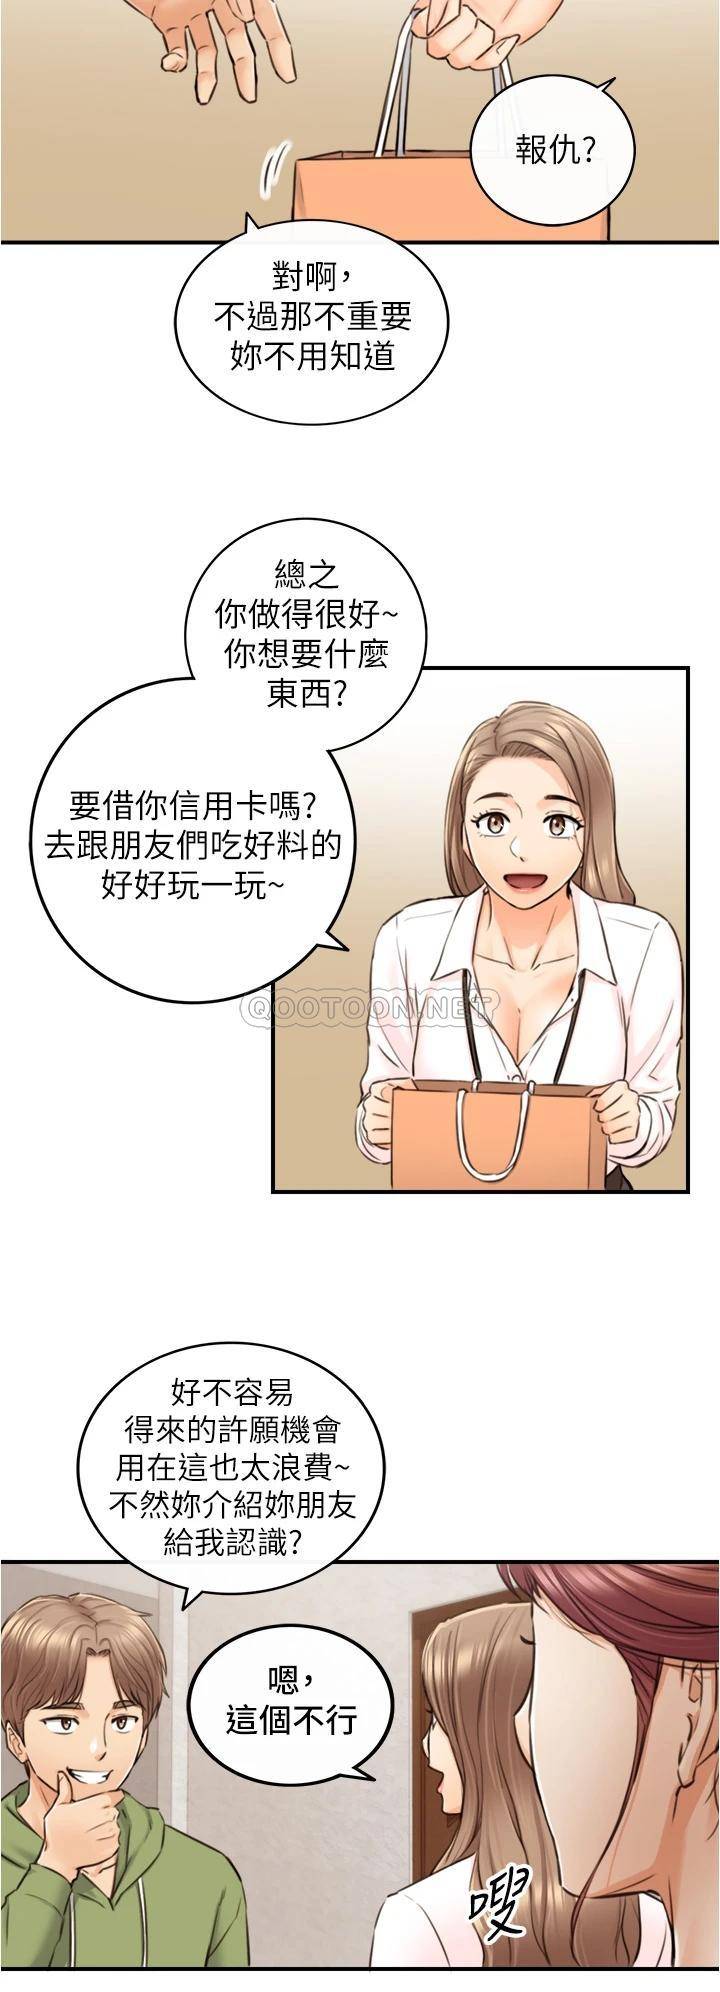 報仇?
對啊,
不過那不重要
妳不用知道
總之
你做得很好~
你想要什麼
東西?
要借你信用卡嗎?
去跟朋友們吃好料的
好好玩一玩~
QOOTOON.NET
好不容易
得來的許願機會
用在這也太浪費~
不然妳介紹妳朋友
給我認識?
嗯,
這個不行
嗖